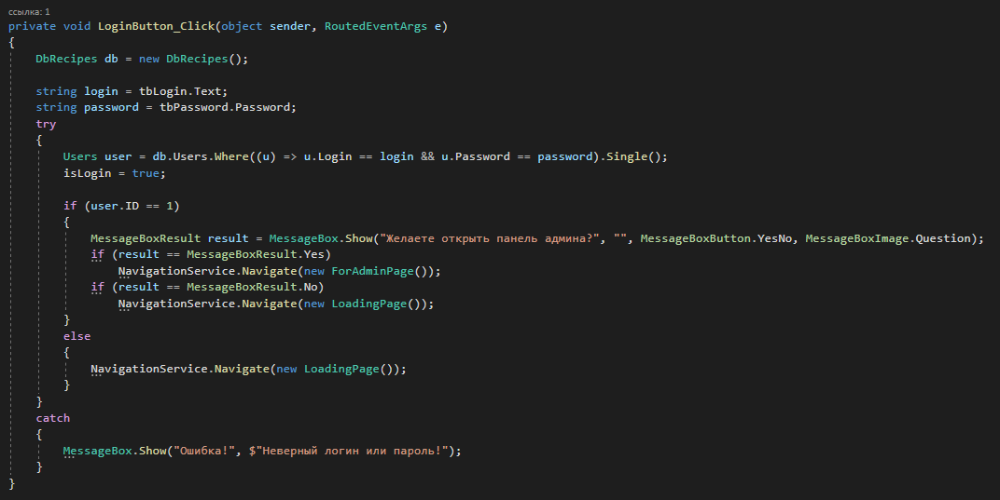 ссылка: 1
private void LoginButton_Click(object sender, RoutedEventArgs e)
{
DbRecipes db = new DbRecipes();
string login = tbLogin.Text;
string password = tbPassword.Password;
try
{
Users user = db.Users.Where((u) => u.Login == login && u.Password == password).Single();
isLogin = true;
if (user.ID == 1)
{
MessageBoxResult result = MessageBox.Show("Желаете открыть панель админа?", "", MessageBoxButton.YesNo, MessageBoxImage.Question);
if (result == MessageBoxResult.Yes)
NavigationService.Navigate(new ForAdminPage());
if (result == MessageBoxResult.No)
NavigationService.Navigate(new LoadingPage());
}
else
{
NavigationService.Navigate(new LoadingPage());
}
}
catch
{
MessageBox.Show("Ошибка!", $"Неверный логин или пароль!");
}
}